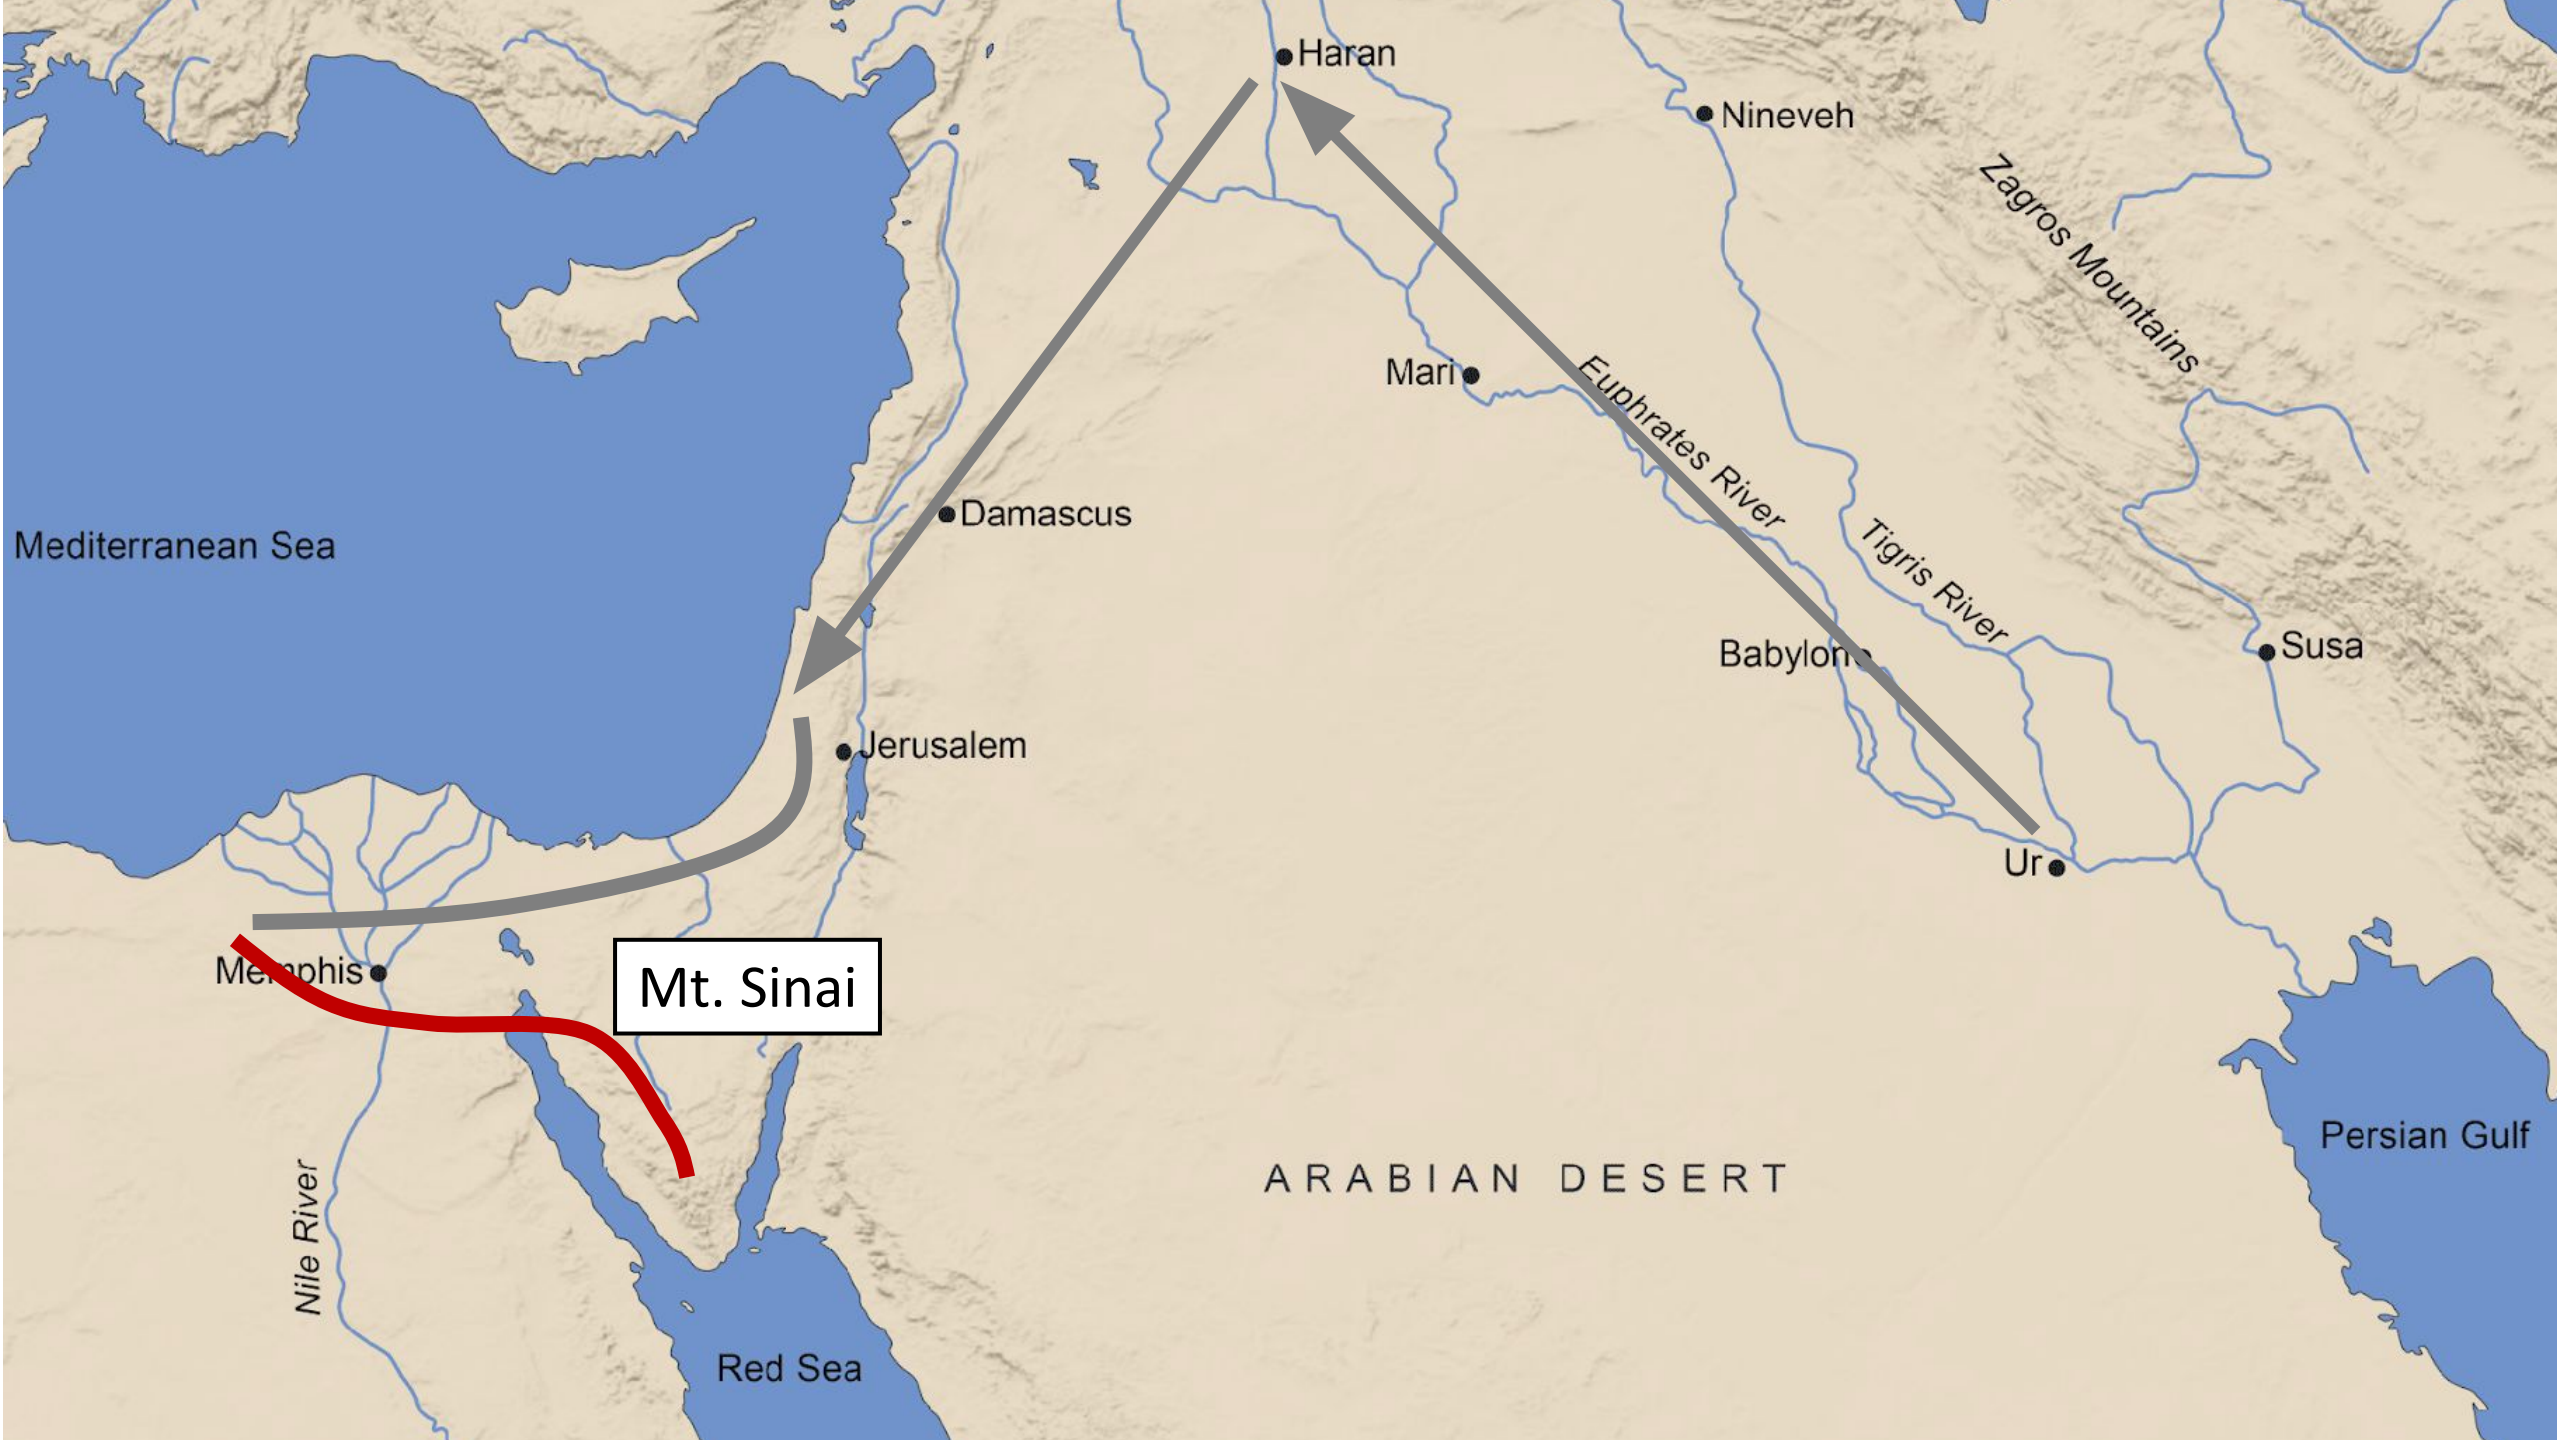 Haran
Nineveh
Zagros Mountains
Mari
Euphrates River
Damascus
Mediterranean Sea
Tigris River
Babylon
Susa
Jerusalem
Ur
Memphis
Mt. Sinai
Persian Gulf
ARABIAN DESERT
Nile River
Red Sea